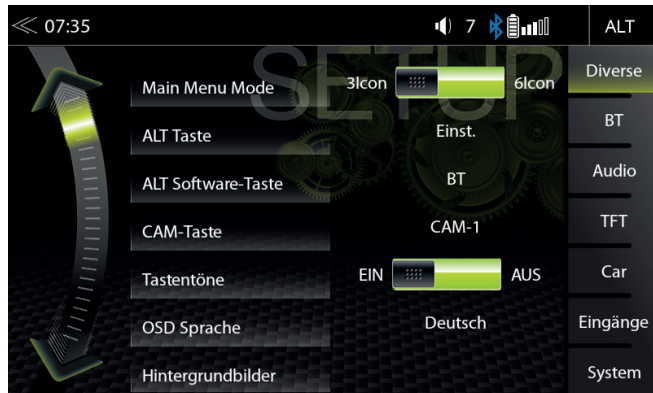 07:35 7 ALT
SETUP
Main Menu Mode 3Icon 6Icon
ALT Taste Einst.
ALT Software-Taste BT
CAM-Taste CAM-1
Tastentöne EIN AUS
OSD Sprache Deutsch
Hintergrundbilder
Diverse
BT
Audio
TFT
Car
Eingänge
System